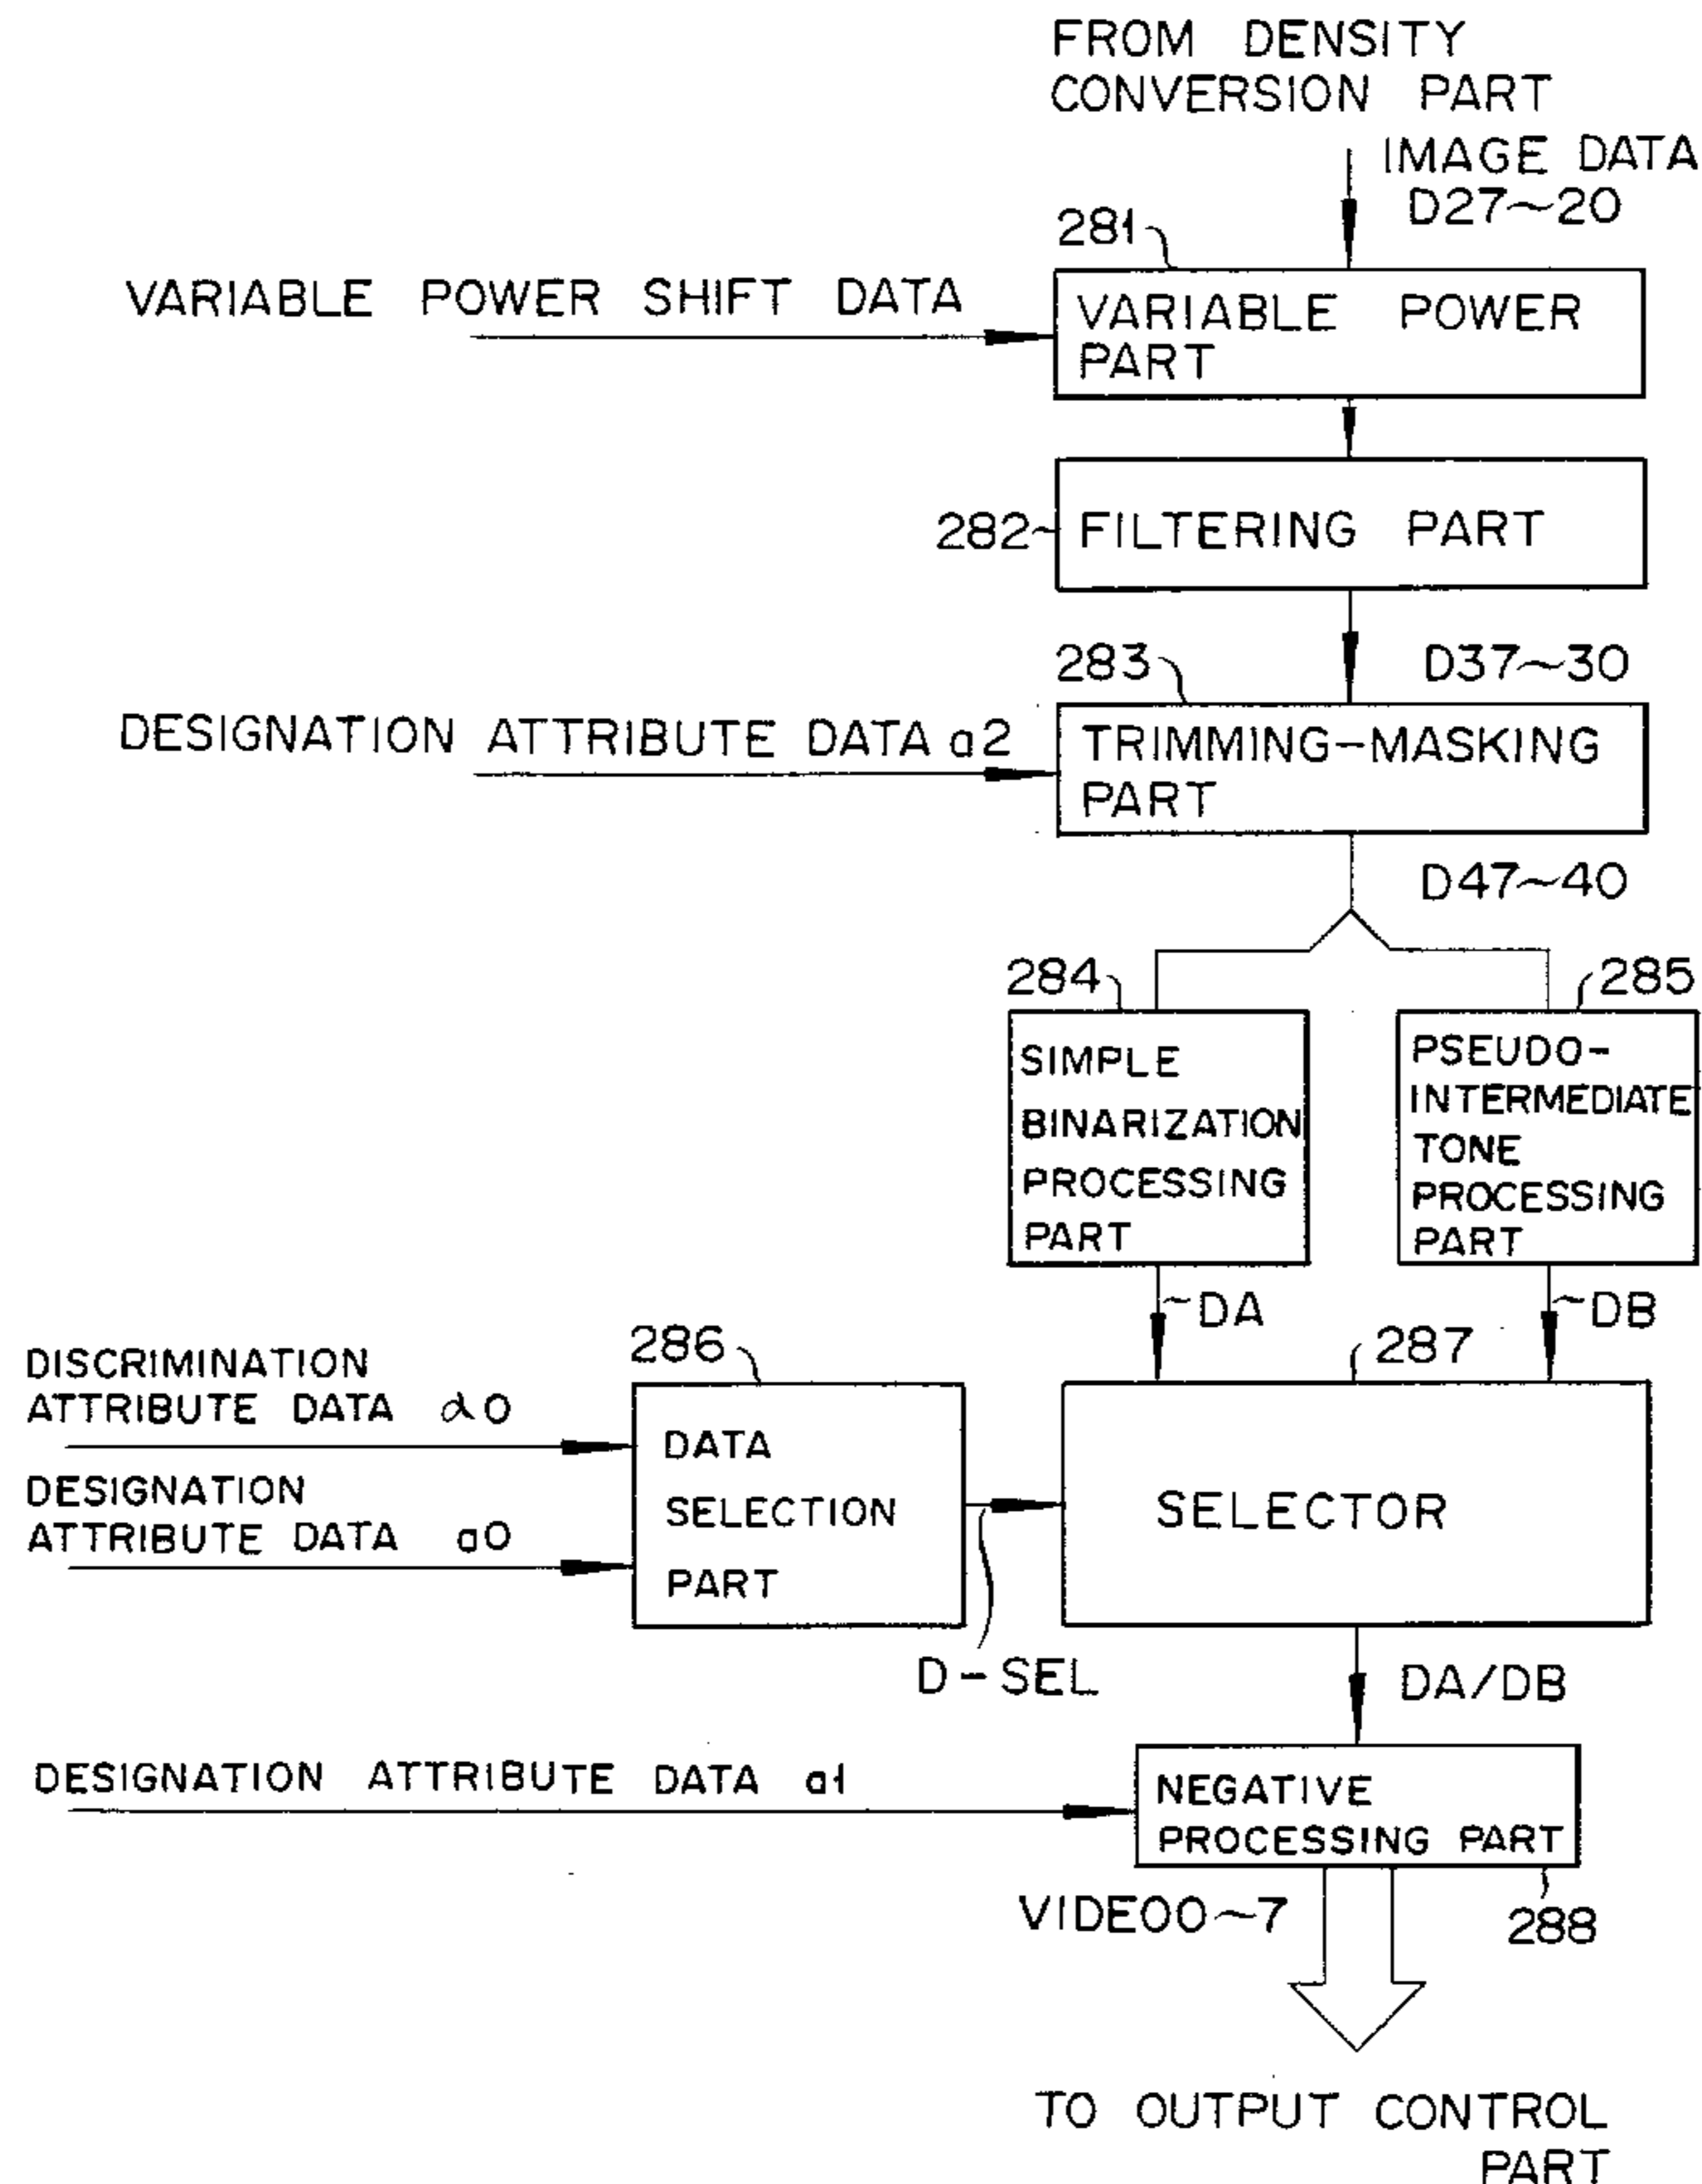 FROM DENSITY
CONVERSION PART
IMAGE DATA
D27~20
281
VARIABLE POWER SHIFT DATA
VARIABLE POWER
PART
282
FILTERING PART
283
D37~30
DESIGNATION ATTRIBUTE DATA a2
TRIMMING-MASKING
PART
D47~40
284
285
SIMPLE
BINARIZATION
PROCESSING
PART
PSEUDO-
INTERMEDIATE
TONE
PROCESSING
PART
DA
DB
286
287
DISCRIMINATION
ATTRIBUTE DATA α0
DESIGNATION
ATTRIBUTE DATA a0
DATA
SELECTION
PART
SELECTOR
D-SEL
DA/DB
DESIGNATION ATTRIBUTE DATA a1
NEGATIVE
PROCESSING PART
VIDEO0~7
288
TO OUTPUT CONTROL
PART